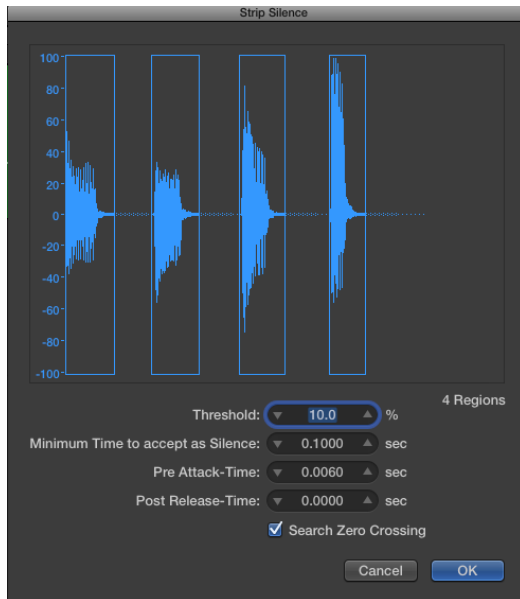 Strip Silence
100
80
60
40
20
0
-20
-40
-60
-80
-100
4 Regions
Threshold: 10.0 %
Minimum Time to accept as Silence: 0.1000 sec
Pre Attack-Time: 0.0060 sec
Post Release-Time: 0.0000 sec
Search Zero Crossing
Cancel OK